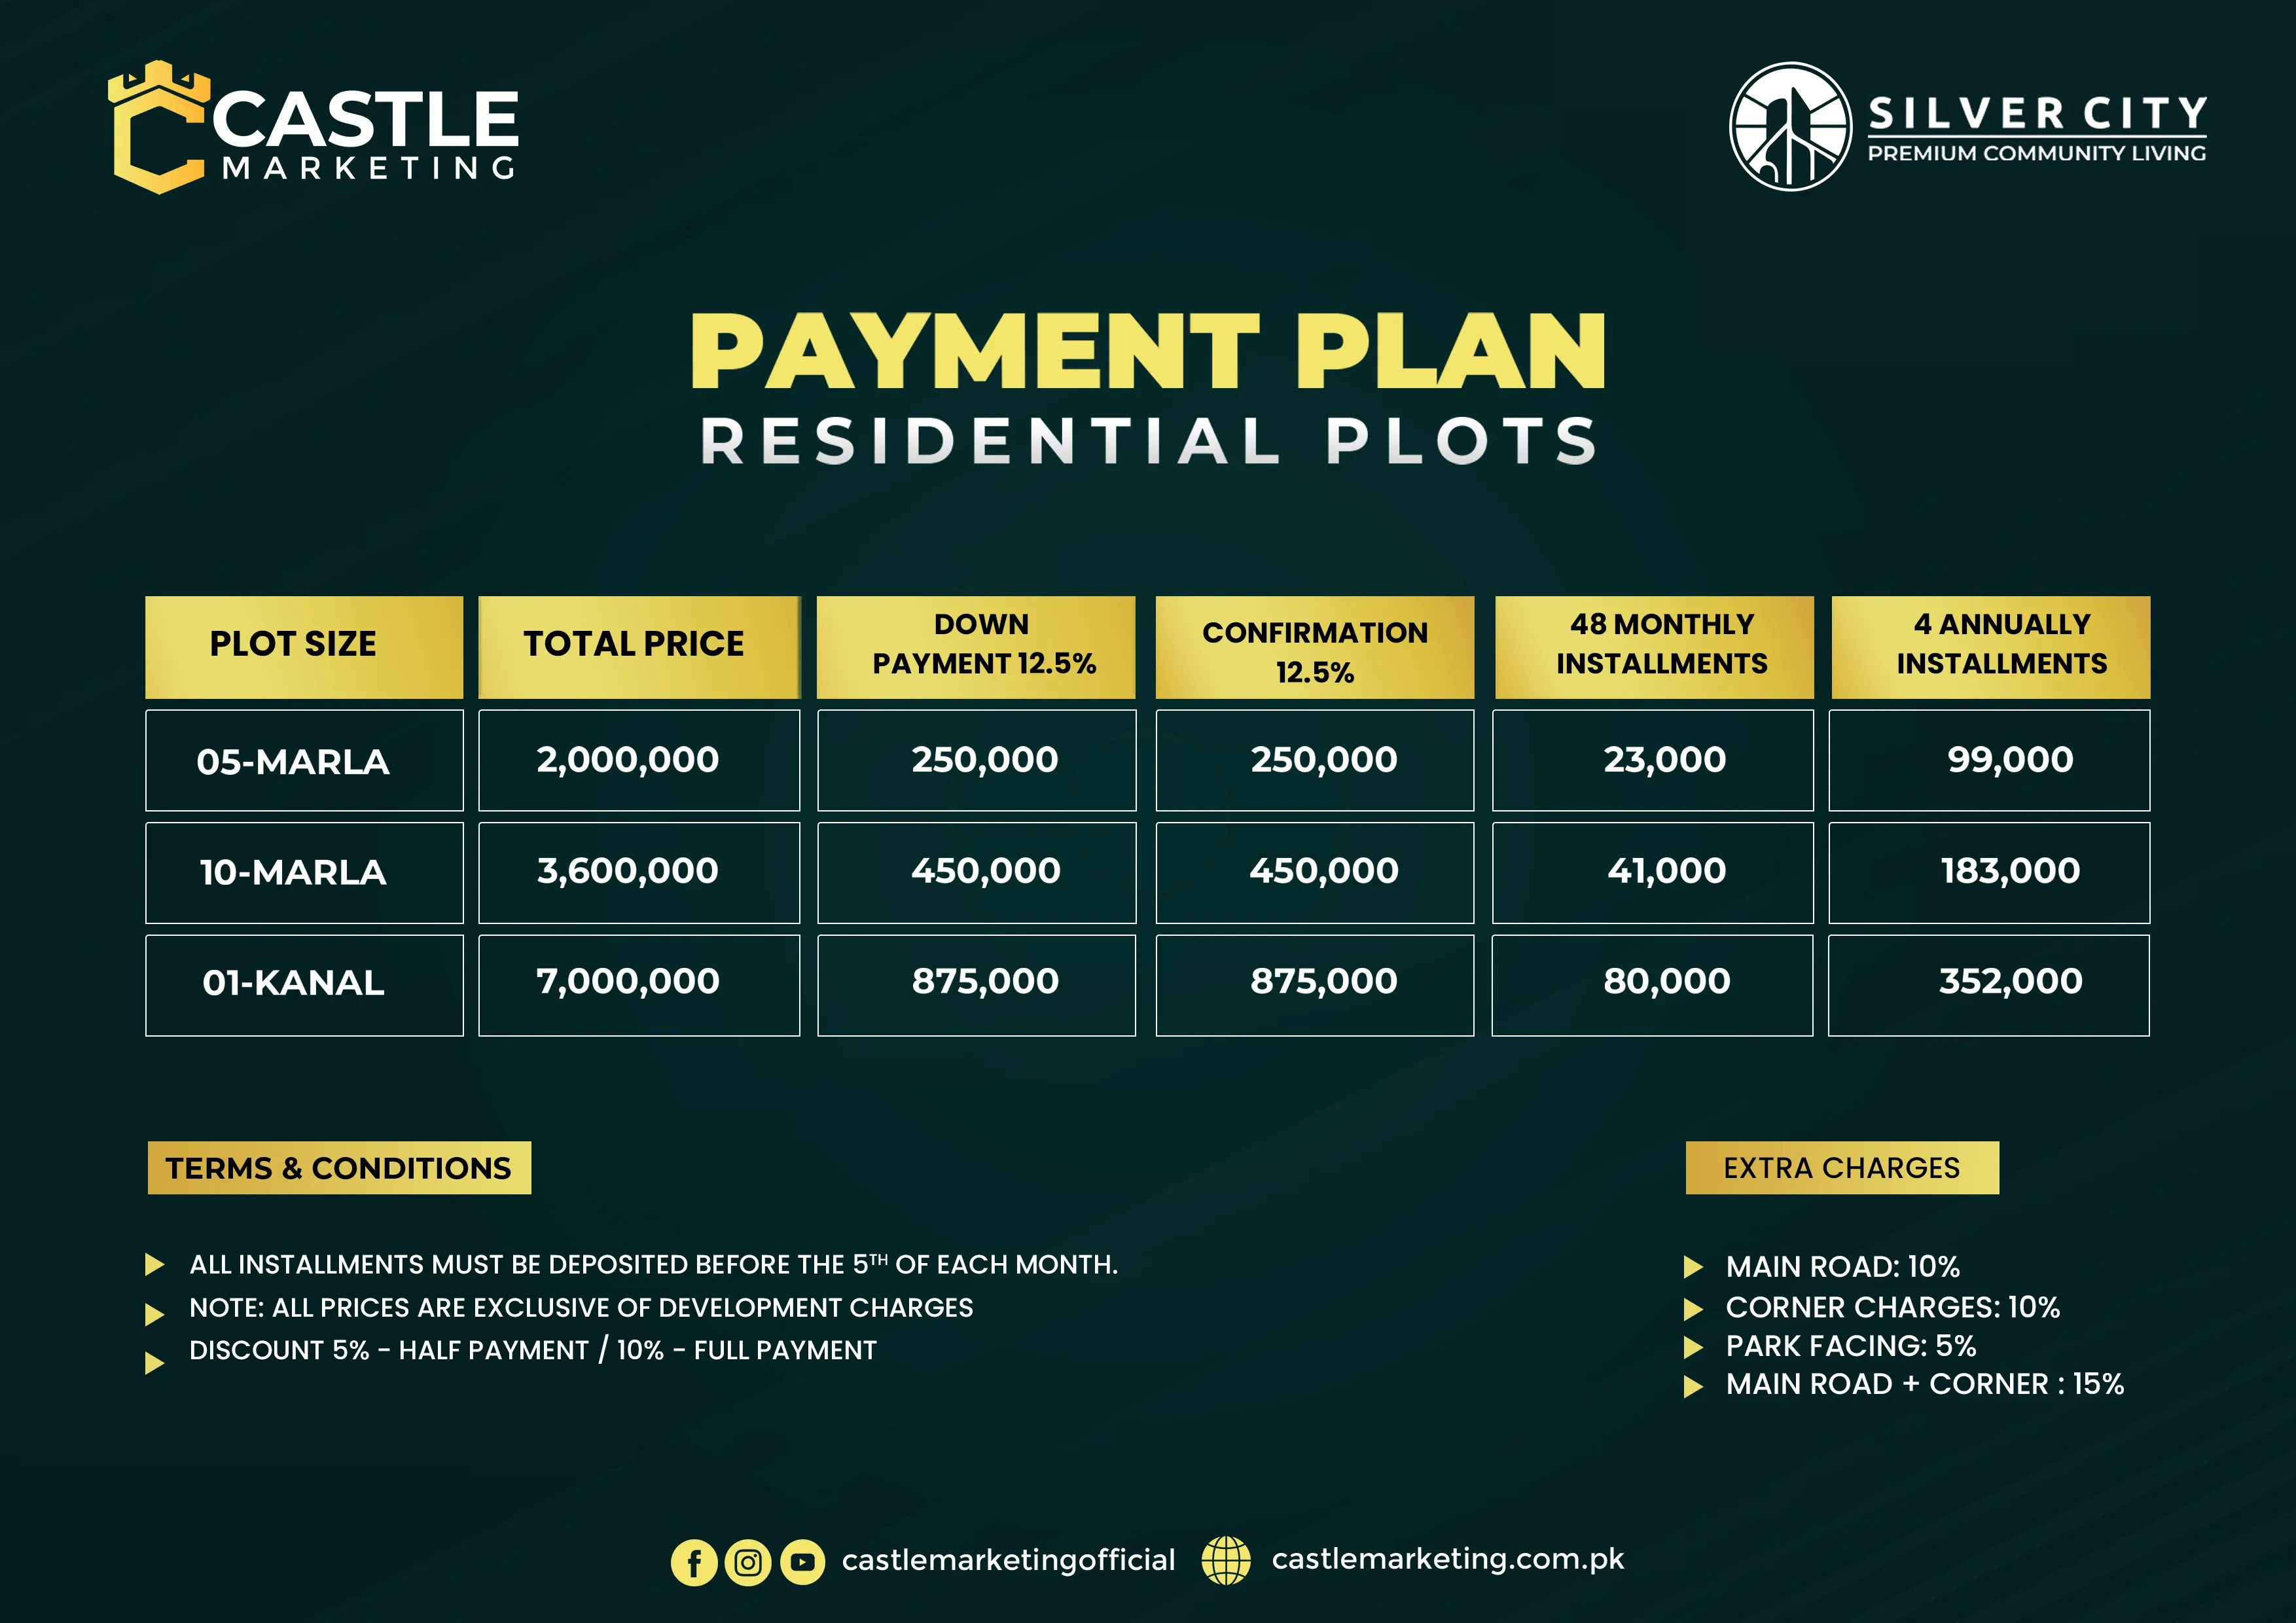 CASTLE
MARKETING
SILVER CITY
PREMIUM COMMUNITY LIVING
PAYMENT PLAN
RESIDENTIAL PLOTS
PLOT SIZE
TOTAL PRICE
DOWN
PAYMENT 12.5%
CONFIRMATION
12.5%
48 MONTHLY
INSTALLMENTS
4 ANNUALLY
INSTALLMENTS
05-MARLA 2,000,000 250,000 250,000 23,000 99,000
10-MARLA 3,600,000 450,000 450,000 41,000 183,000
01-KANAL 7,000,000 875,000 875,000 80,000 352,000
TERMS & CONDITIONS
ALL INSTALLMENTS MUST BE DEPOSITED BEFORE THE 5TH OF EACH MONTH.
NOTE: ALL PRICES ARE EXCLUSIVE OF DEVELOPMENT CHARGES
DISCOUNT 5% - HALF PAYMENT / 10% - FULL PAYMENT
EXTRA CHARGES
MAIN ROAD: 10%
CORNER CHARGES: 10%
PARK FACING: 5%
MAIN ROAD + CORNER : 15%
castlemarketingofficial
castlemarketing.com.pk